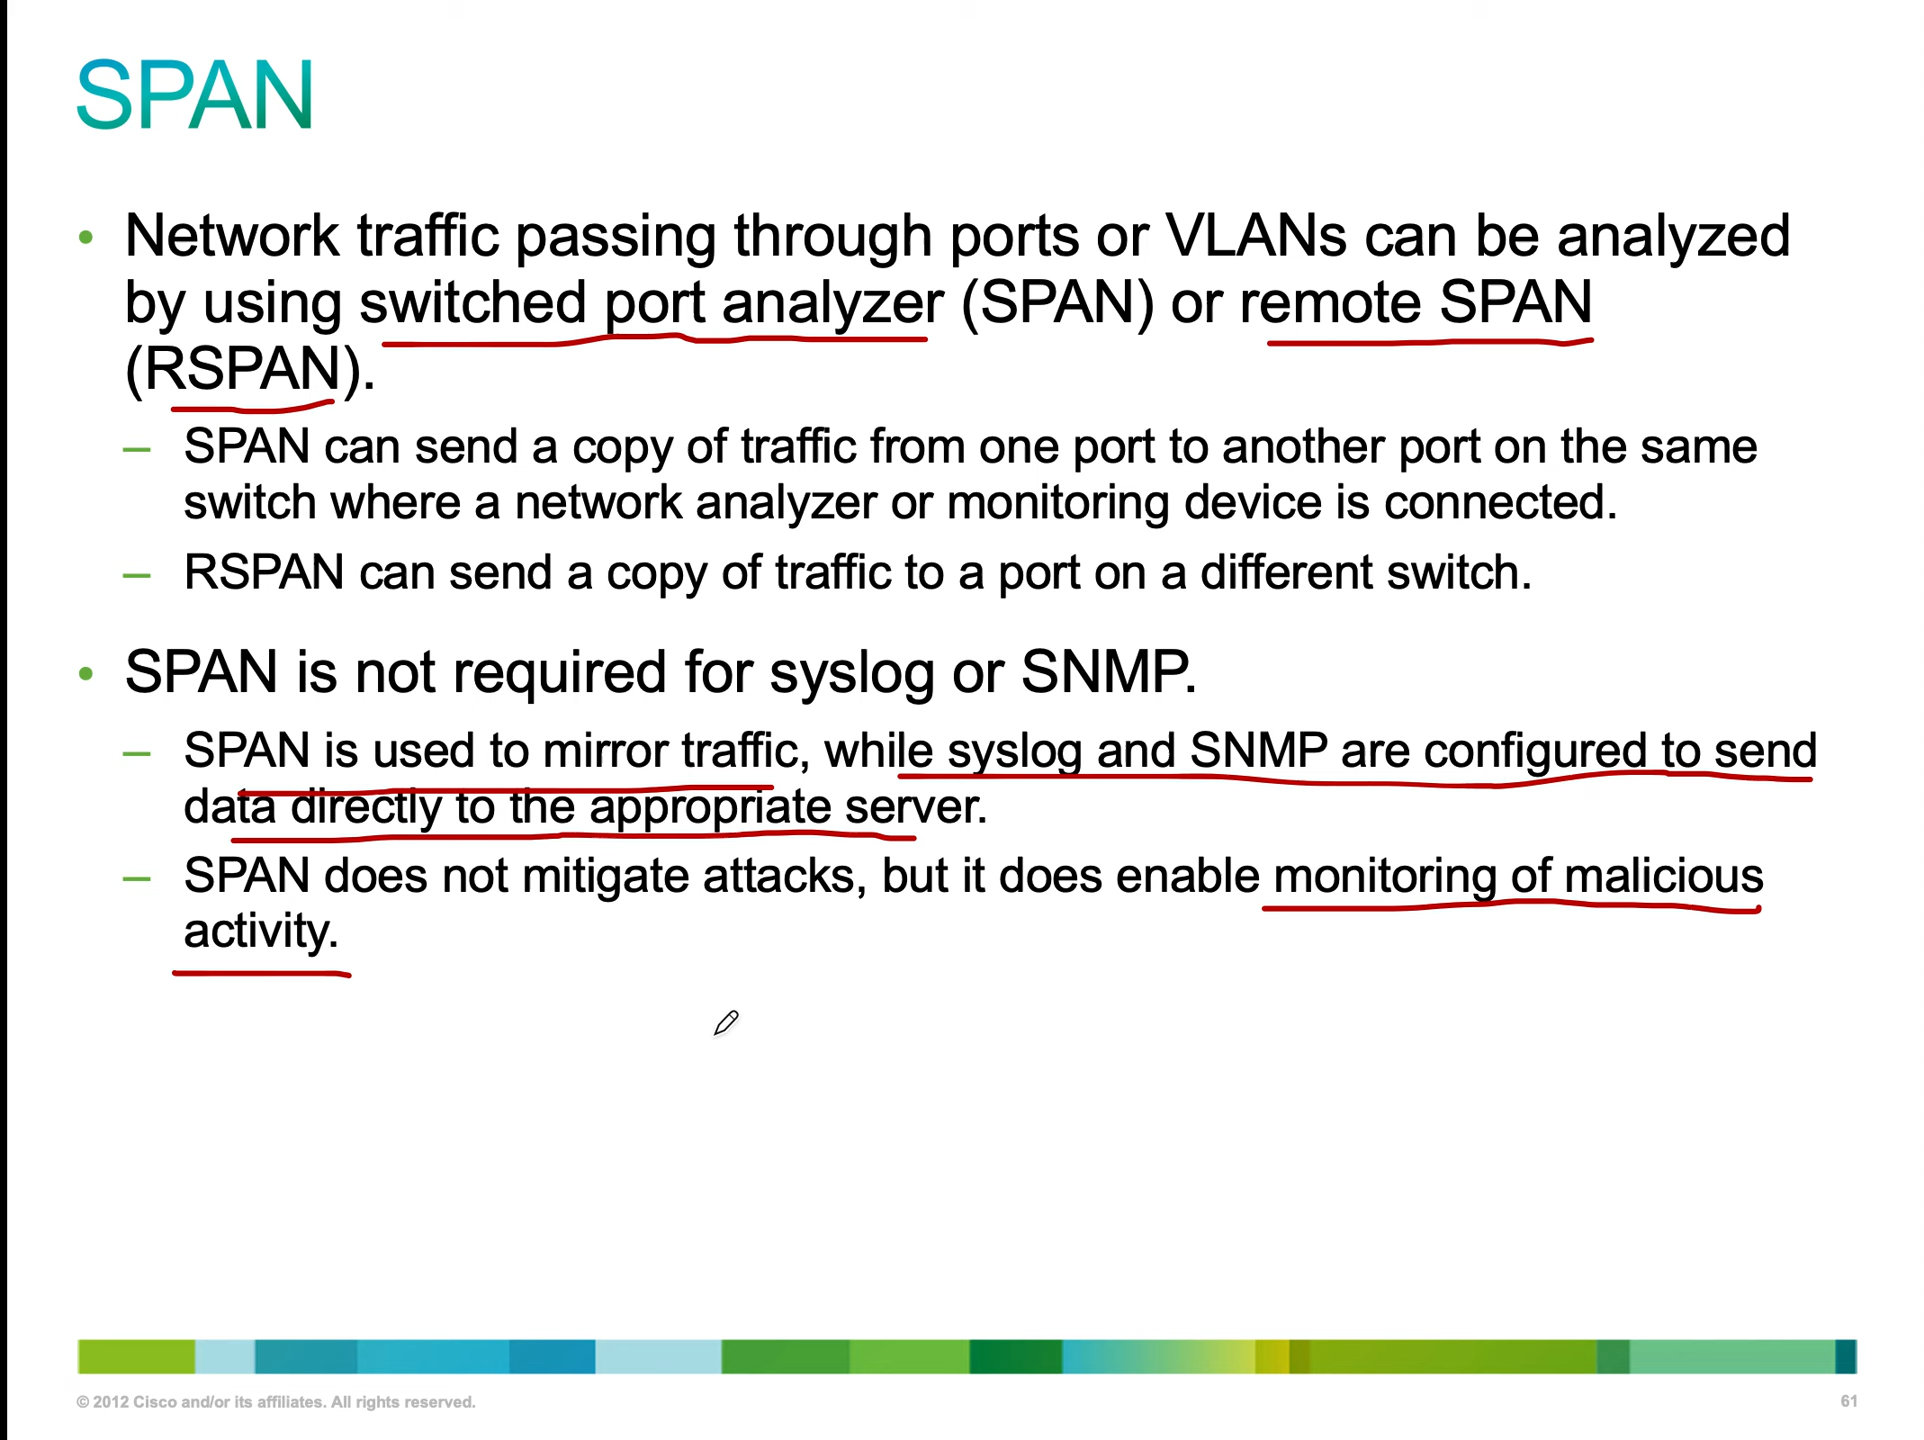 SPAN
• Network traffic passing through ports or VLANs can be analyzed
by using switched port analyzer (SPAN) or remote SPAN
(RSPAN).
– SPAN can send a copy of traffic from one port to another port on the same
switch where a network analyzer or monitoring device is connected.
– RSPAN can send a copy of traffic to a port on a different switch.
• SPAN is not required for syslog or SNMP.
– SPAN is used to mirror traffic, while syslog and SNMP are configured to send
data directly to the appropriate server.
– SPAN does not mitigate attacks, but it does enable monitoring of malicious
activity.
© 2012 Cisco and/or its affiliates. All rights reserved.
61